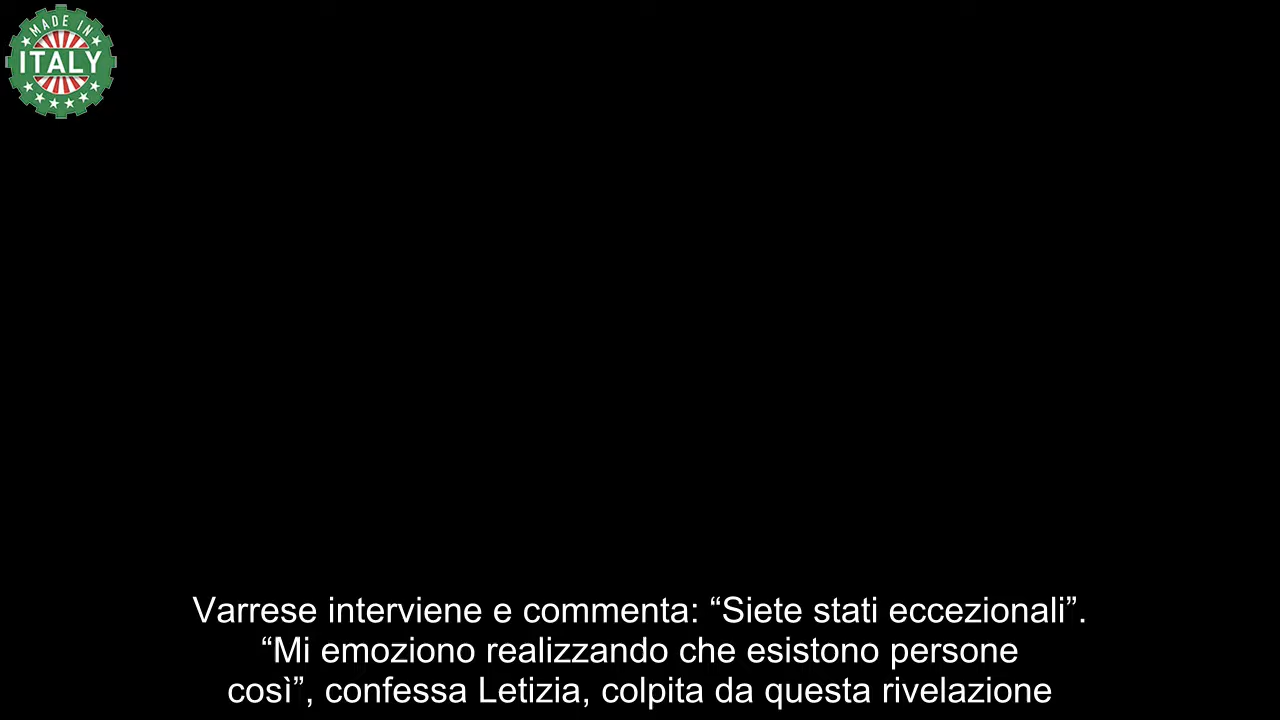 MADE IN
ITALY
Varrese interviene e commenta: “Siete stati eccezionali”.
“Mi emoziono realizzando che esistono persone
così”, confessa Letizia, colpita da questa rivelazione